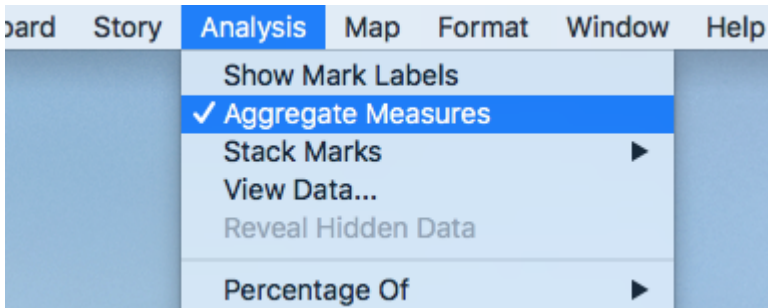 oard Story Analysis Map Format Window Help
Show Mark Labels
✓ Aggregate Measures
Stack Marks ▶
View Data...
Reveal Hidden Data
Percentage Of ▶